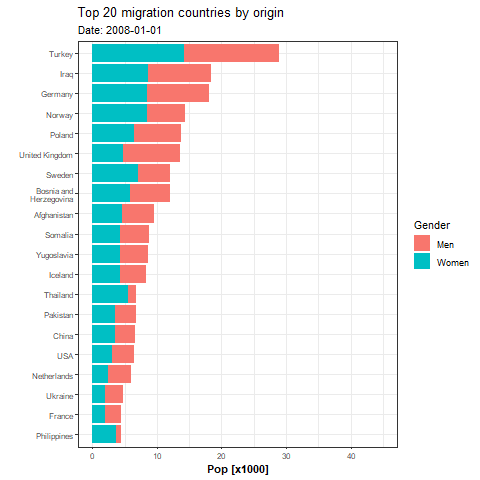 Top 20 migration countries by origin
Date: 2008-01-01
Turkey
Iraq
Germany
Norway
Poland
United Kingdom
Sweden
Bosnia and
Herzegovina
Afghanistan
Somalia
Yugoslavia
Iceland
Thailand
Pakistan
China
USA
Netherlands
Ukraine
France
Philippines
0 10 20 30 40
Pop [x1000]
Gender
Men
Women